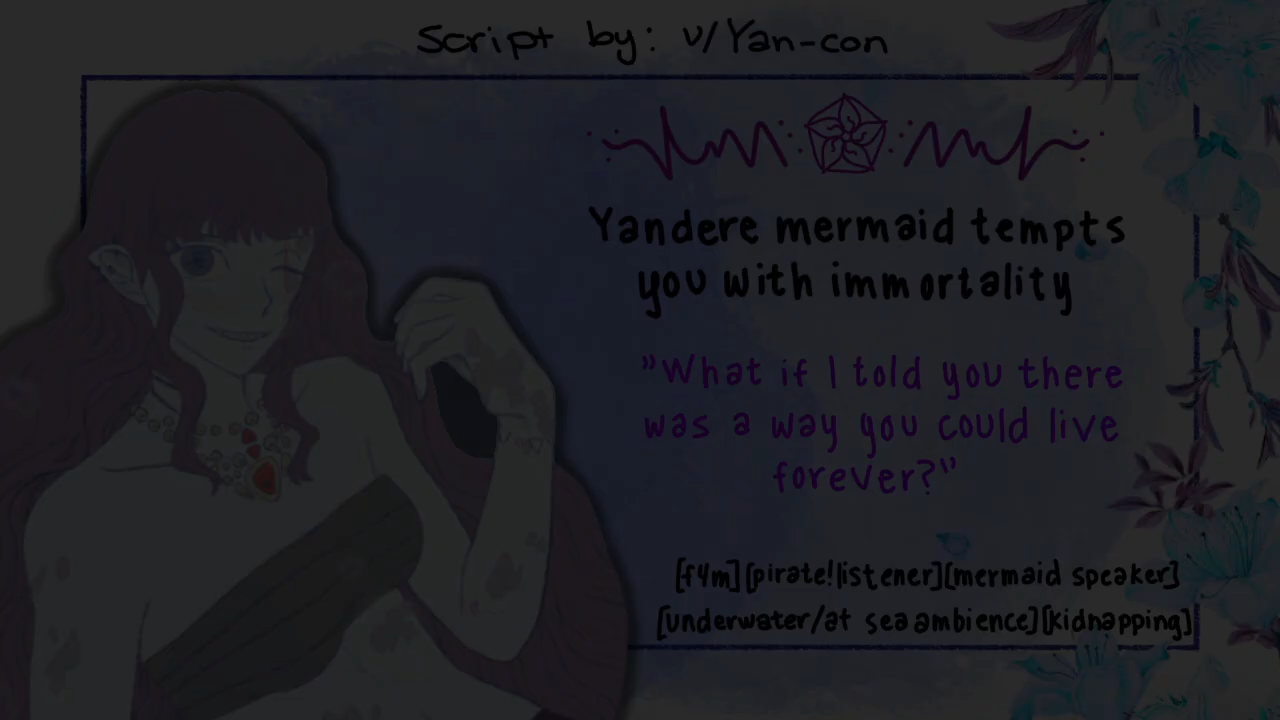 Script by: u/Yan-con
Yandere mermaid tempts
you with immortality
"What if I told you there
was a way you could live
forever?"
[f4m][pirate!listener][mermaid speaker]
[underwater/at sea ambience][kidnapping]